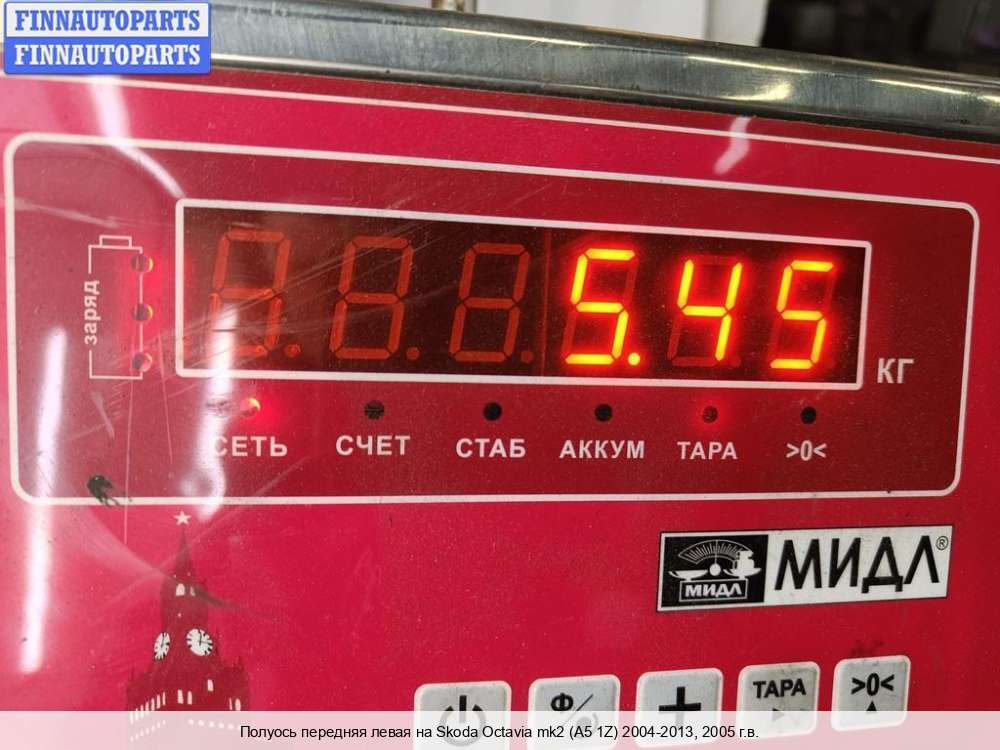 FINNAUTOPARTS
FINNAUTOPARTS
заряд
5.45
КГ
СЕТЬ СЧЕТ СТАБ АККУМ ТАРА >0<
МИДЛ МИДЛ®
Ф/ + ТАРА >0<
Полуось передняя левая на Skoda Octavia mk2 (A5 1Z) 2004-2013, 2005 г.в.